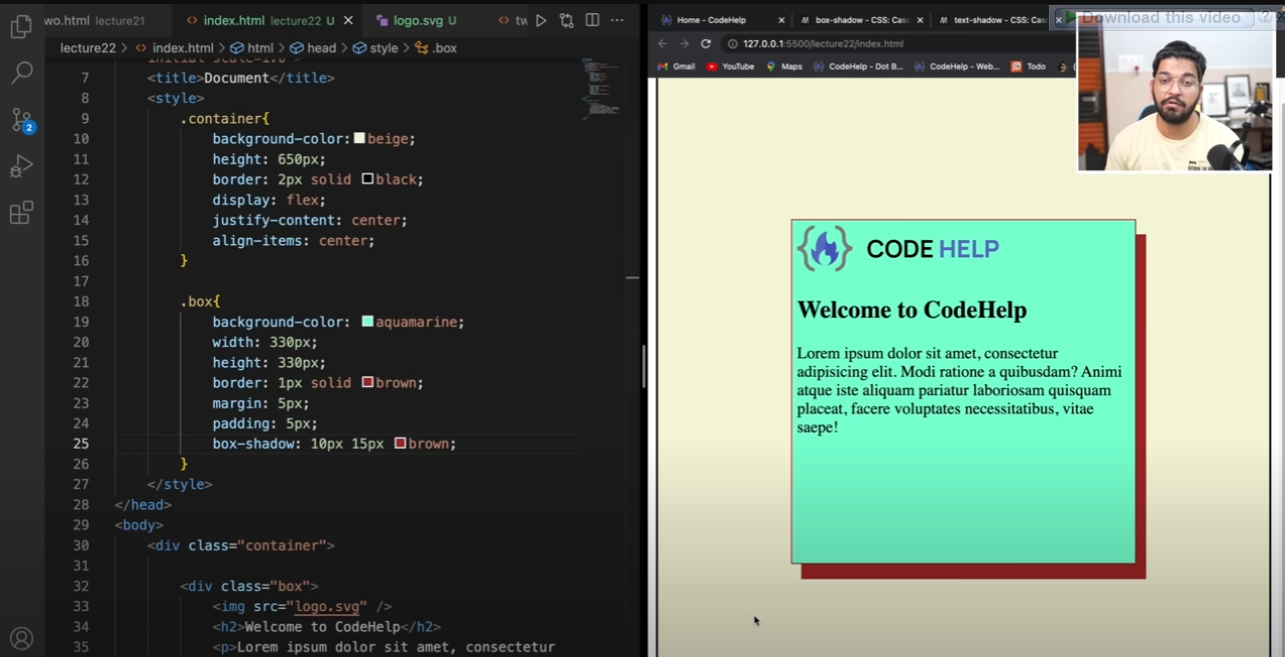 wo.html lecture21
index.html lecture22 U
logo.svg U
tw
Download this video
?
lecture22 > index.html > html > head > style > .box
2
initial-scale=1.0
7 <title>Document</title>
8 <style>
9 .container{
10 background-color: beige;
11 height: 650px;
12 border: 2px solid black;
13 display: flex;
14 justify-content: center;
15 align-items: center;
16 }
17
18 .box{
19 background-color: aquamarine;
20 width: 330px;
21 height: 330px;
22 border: 1px solid brown;
23 margin: 5px;
24 padding: 5px;
25 box-shadow: 10px 15px brown;
26 }
27 </style>
28 </head>
29 <body>
30 <div class="container">
31
32 <div class="box">
33 <img src="logo.svg" />
34 <h2>Welcome to CodeHelp</h2>
35 <p>Lorem ipsum dolor sit amet, consectetur
Home - CodeHelp
box-shadow - CSS: Casc
text-shadow - CSS: Casc
127.0.0.1:5500/lecture22/index.html
Gmail YouTube Maps CodeHelp - Dot B... CodeHelp - Web... Todo
CODE HELP
Welcome to CodeHelp
Lorem ipsum dolor sit amet, consectetur
adipisicing elit. Modi ratione a quibusdam? Animi
atque iste aliquam pariatur laboriosam quisquam
placeat, facere voluptates necessitatibus, vitae
saepe!